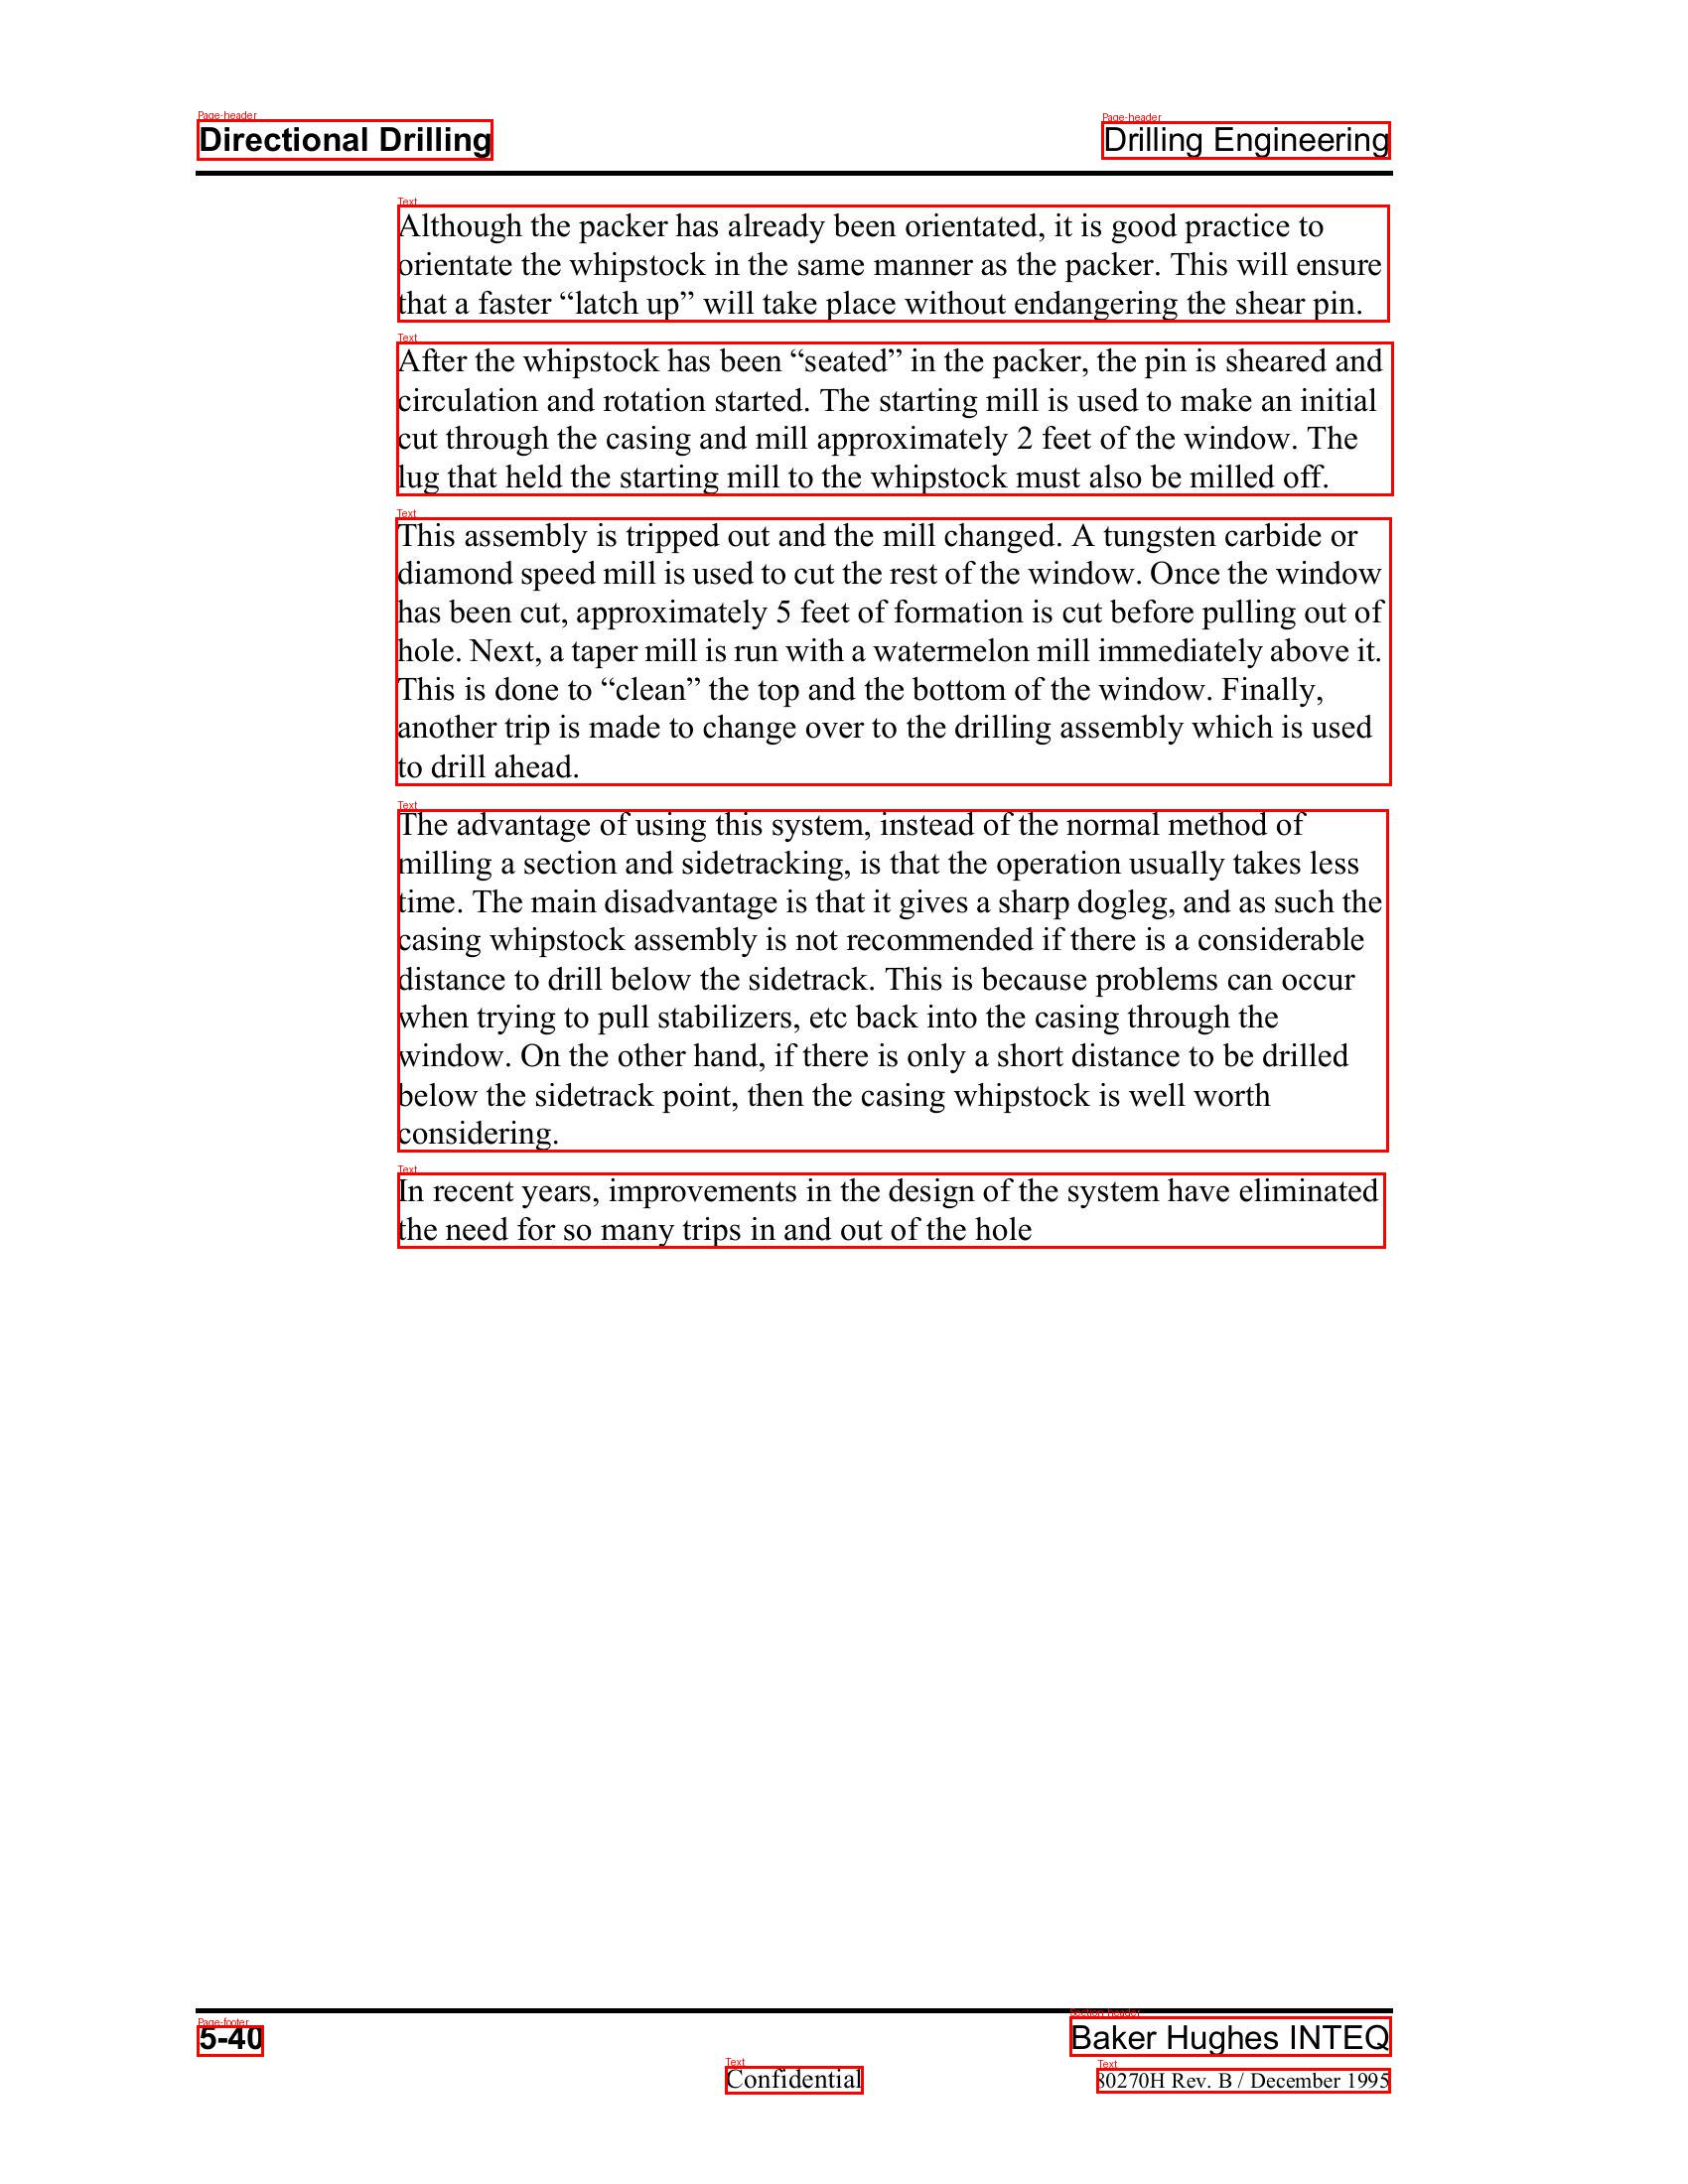 Page-header
Directional Drilling
Page-header
Drilling Engineering
Text
Although the packer has already been orientated, it is good practice to
orientate the whipstock in the same manner as the packer. This will ensure
that a faster “latch up” will take place without endangering the shear pin.
Text
After the whipstock has been “seated” in the packer, the pin is sheared and
circulation and rotation started. The starting mill is used to make an initial
cut through the casing and mill approximately 2 feet of the window. The
lug that held the starting mill to the whipstock must also be milled off.
Text
This assembly is tripped out and the mill changed. A tungsten carbide or
diamond speed mill is used to cut the rest of the window. Once the window
has been cut, approximately 5 feet of formation is cut before pulling out of
hole. Next, a taper mill is run with a watermelon mill immediately above it.
This is done to “clean” the top and the bottom of the window. Finally,
another trip is made to change over to the drilling assembly which is used
to drill ahead.
Text
The advantage of using this system, instead of the normal method of
milling a section and sidetracking, is that the operation usually takes less
time. The main disadvantage is that it gives a sharp dogleg, and as such the
casing whipstock assembly is not recommended if there is a considerable
distance to drill below the sidetrack. This is because problems can occur
when trying to pull stabilizers, etc back into the casing through the
window. On the other hand, if there is only a short distance to be drilled
below the sidetrack point, then the casing whipstock is well worth
considering.
Text
In recent years, improvements in the design of the system have eliminated
the need for so many trips in and out of the hole
Page-footer
5-40
Section-header
Baker Hughes INTEQ
Text
Confidential
Text
80270H Rev. B / December 1995